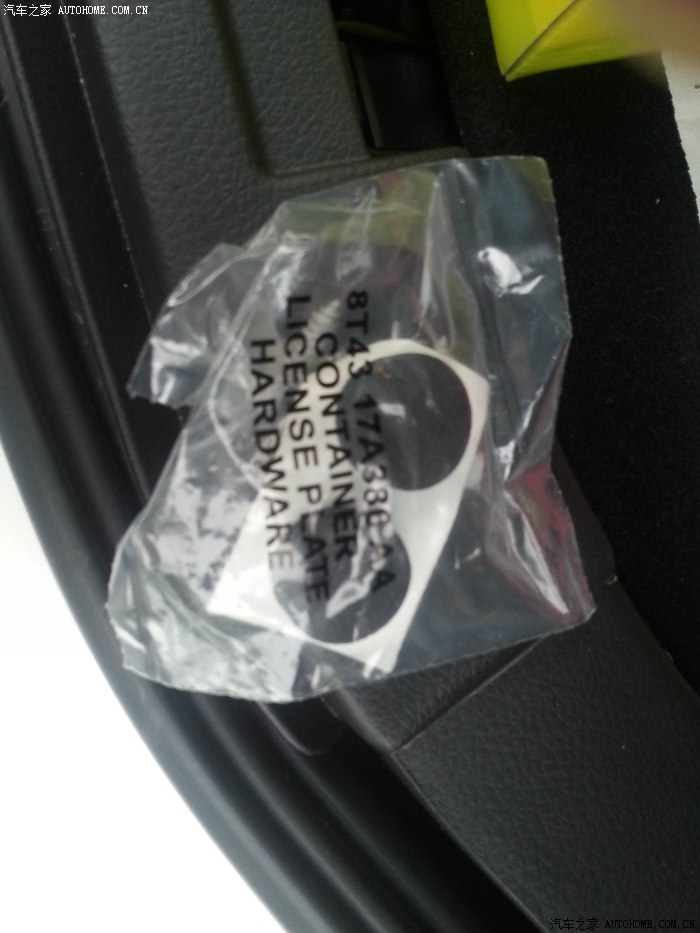 汽车之家 AUTOHOME.COM.CN
8T43 17A386 AA
CONTAINER
LICENSE PLATE
HARDWARE
汽车之家 AUTOHOME.COM.CN